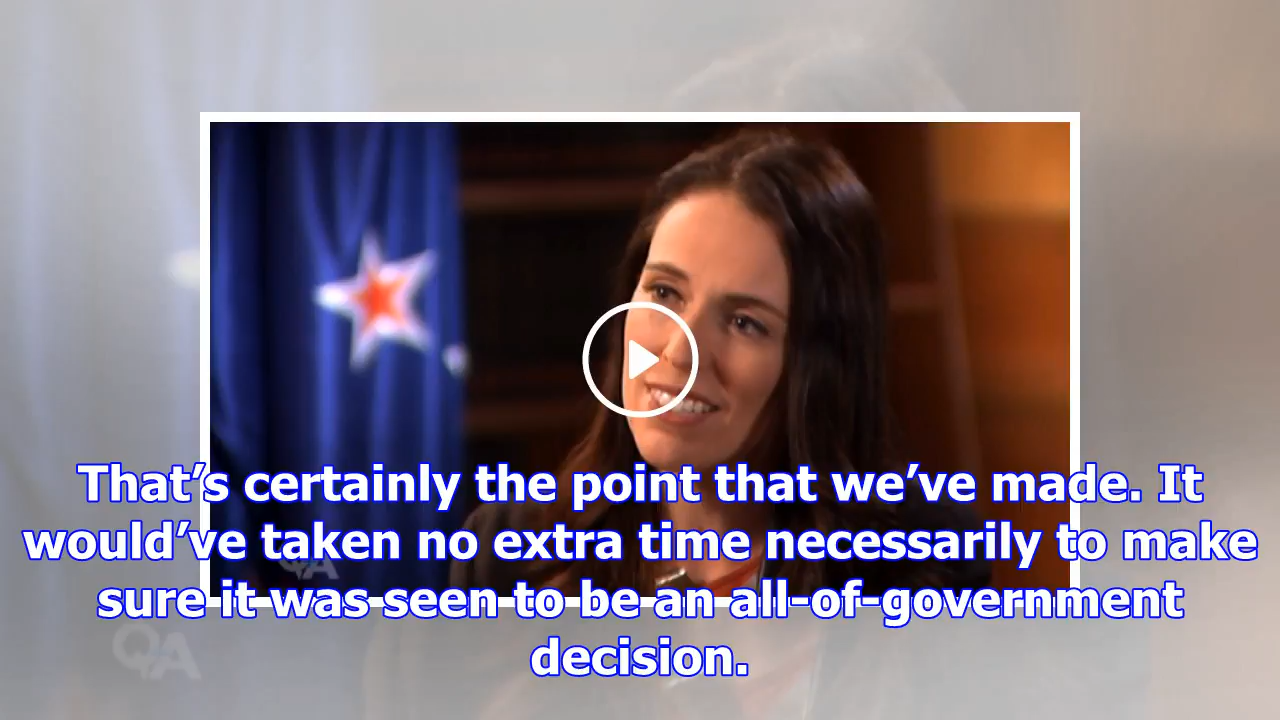 That’s certainly the point that we’ve made. It
would’ve taken no extra time necessarily to make
sure it was seen to be an all-of-government
decision.
Q+A
Q+A